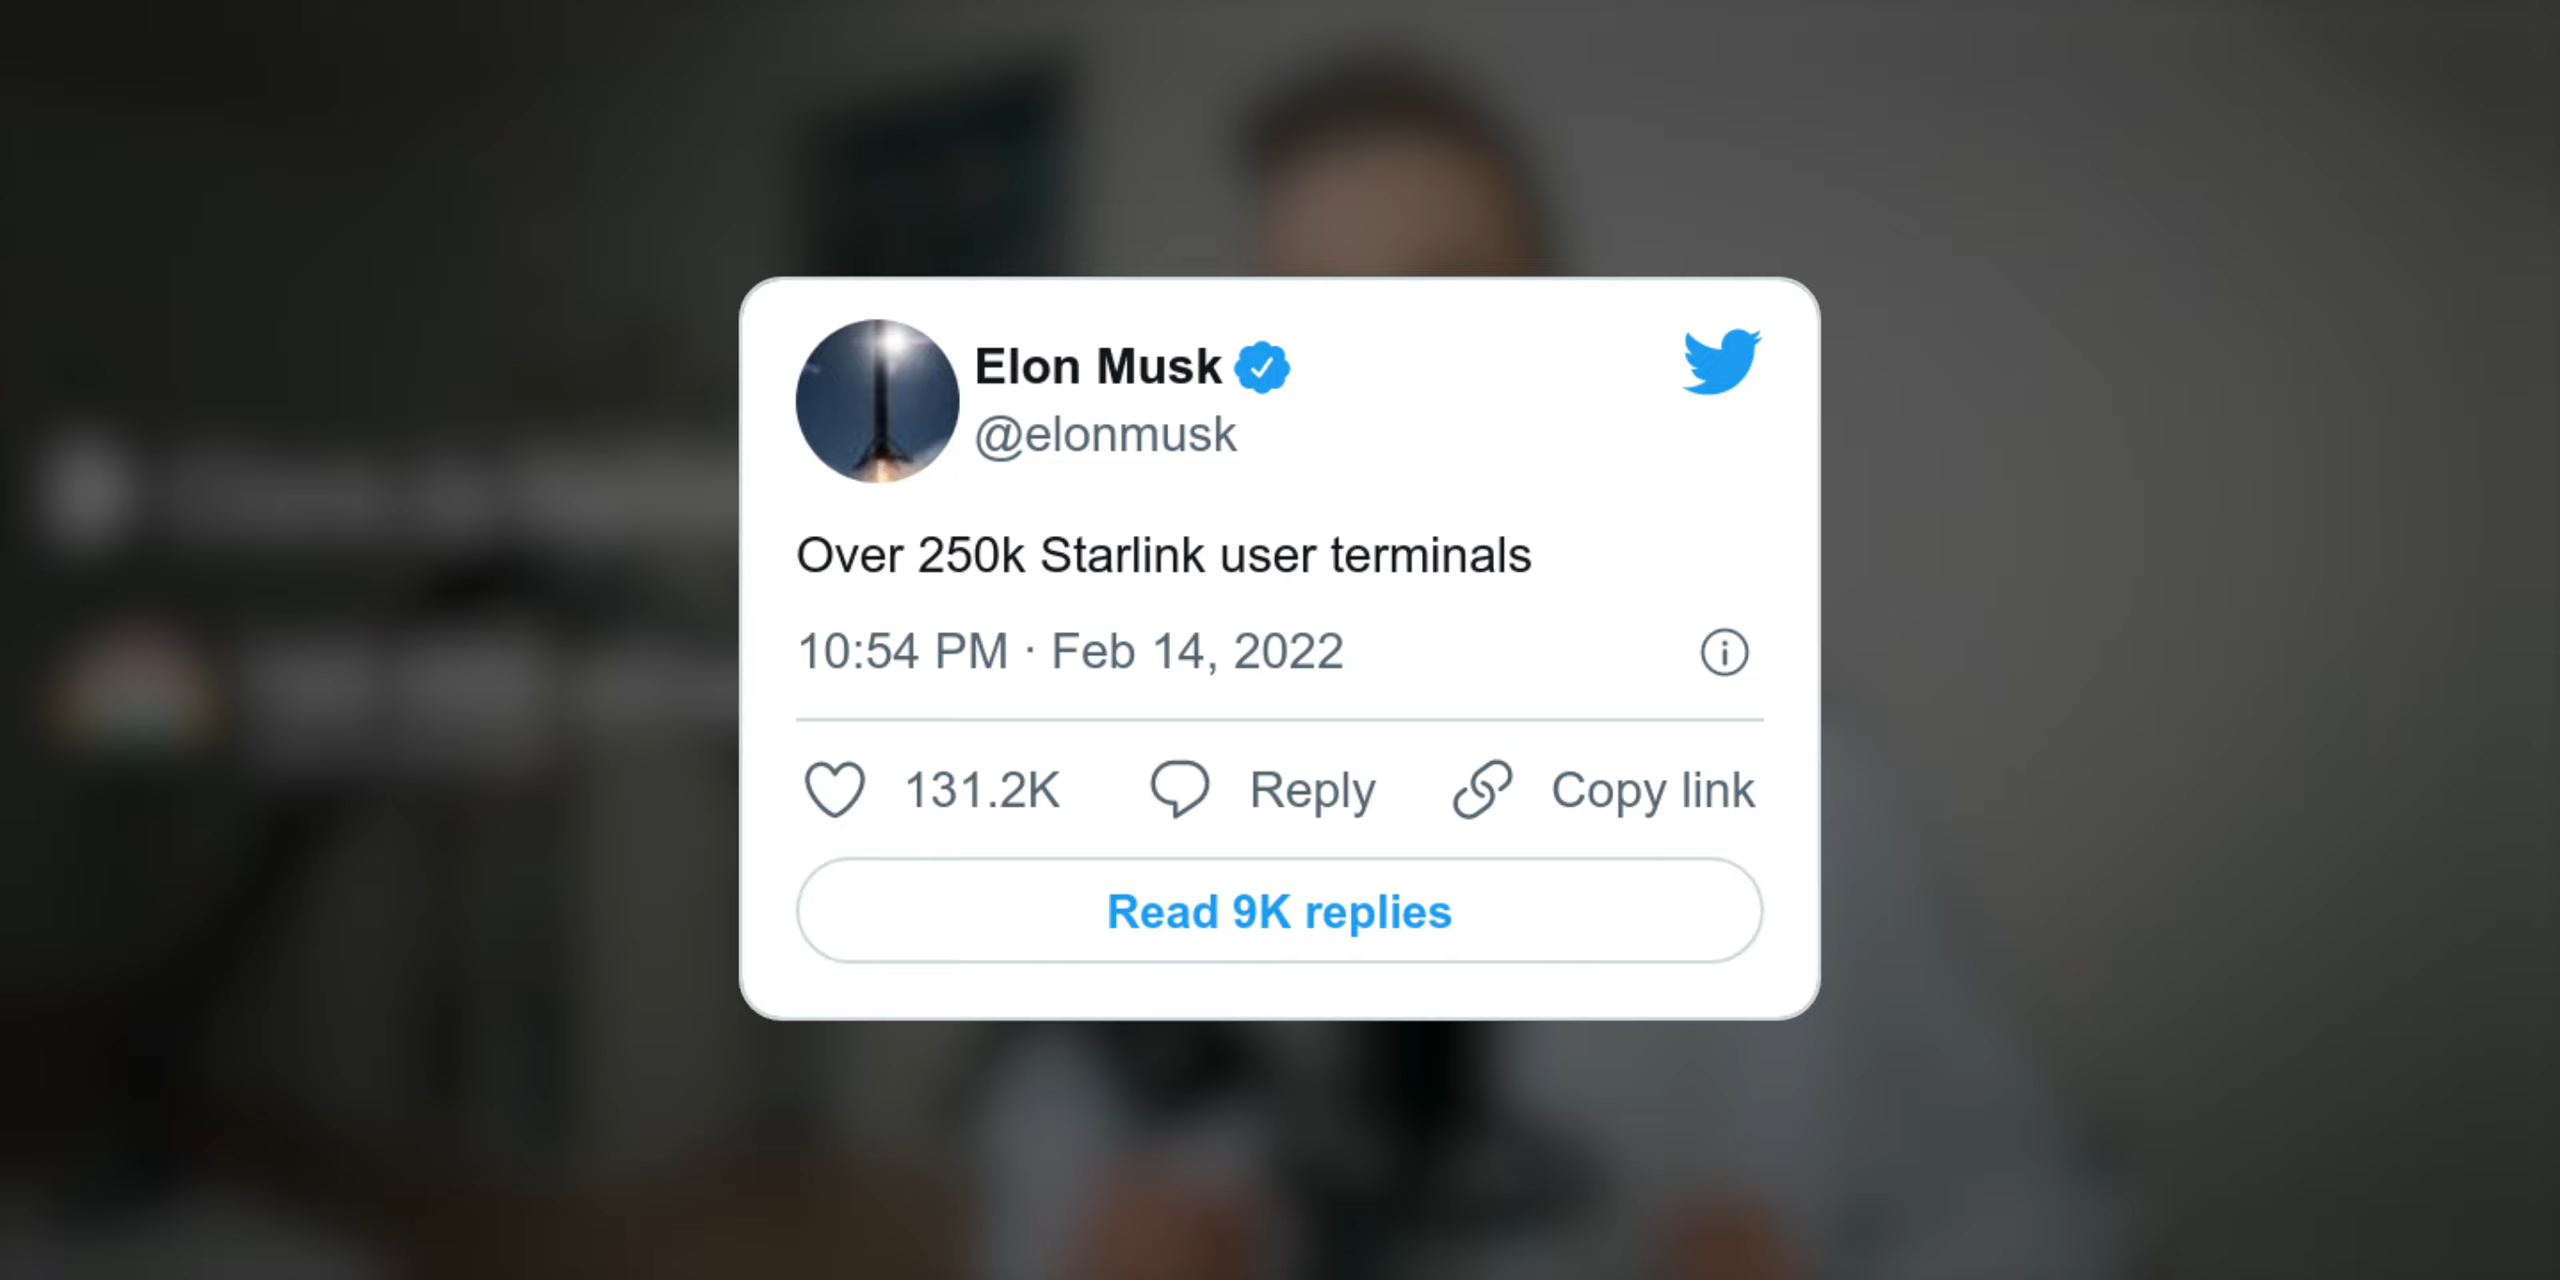 Elon Musk
@elonmusk
Over 250k Starlink user terminals
10:54 PM · Feb 14, 2022
131.2K Reply Copy link
Read 9K replies